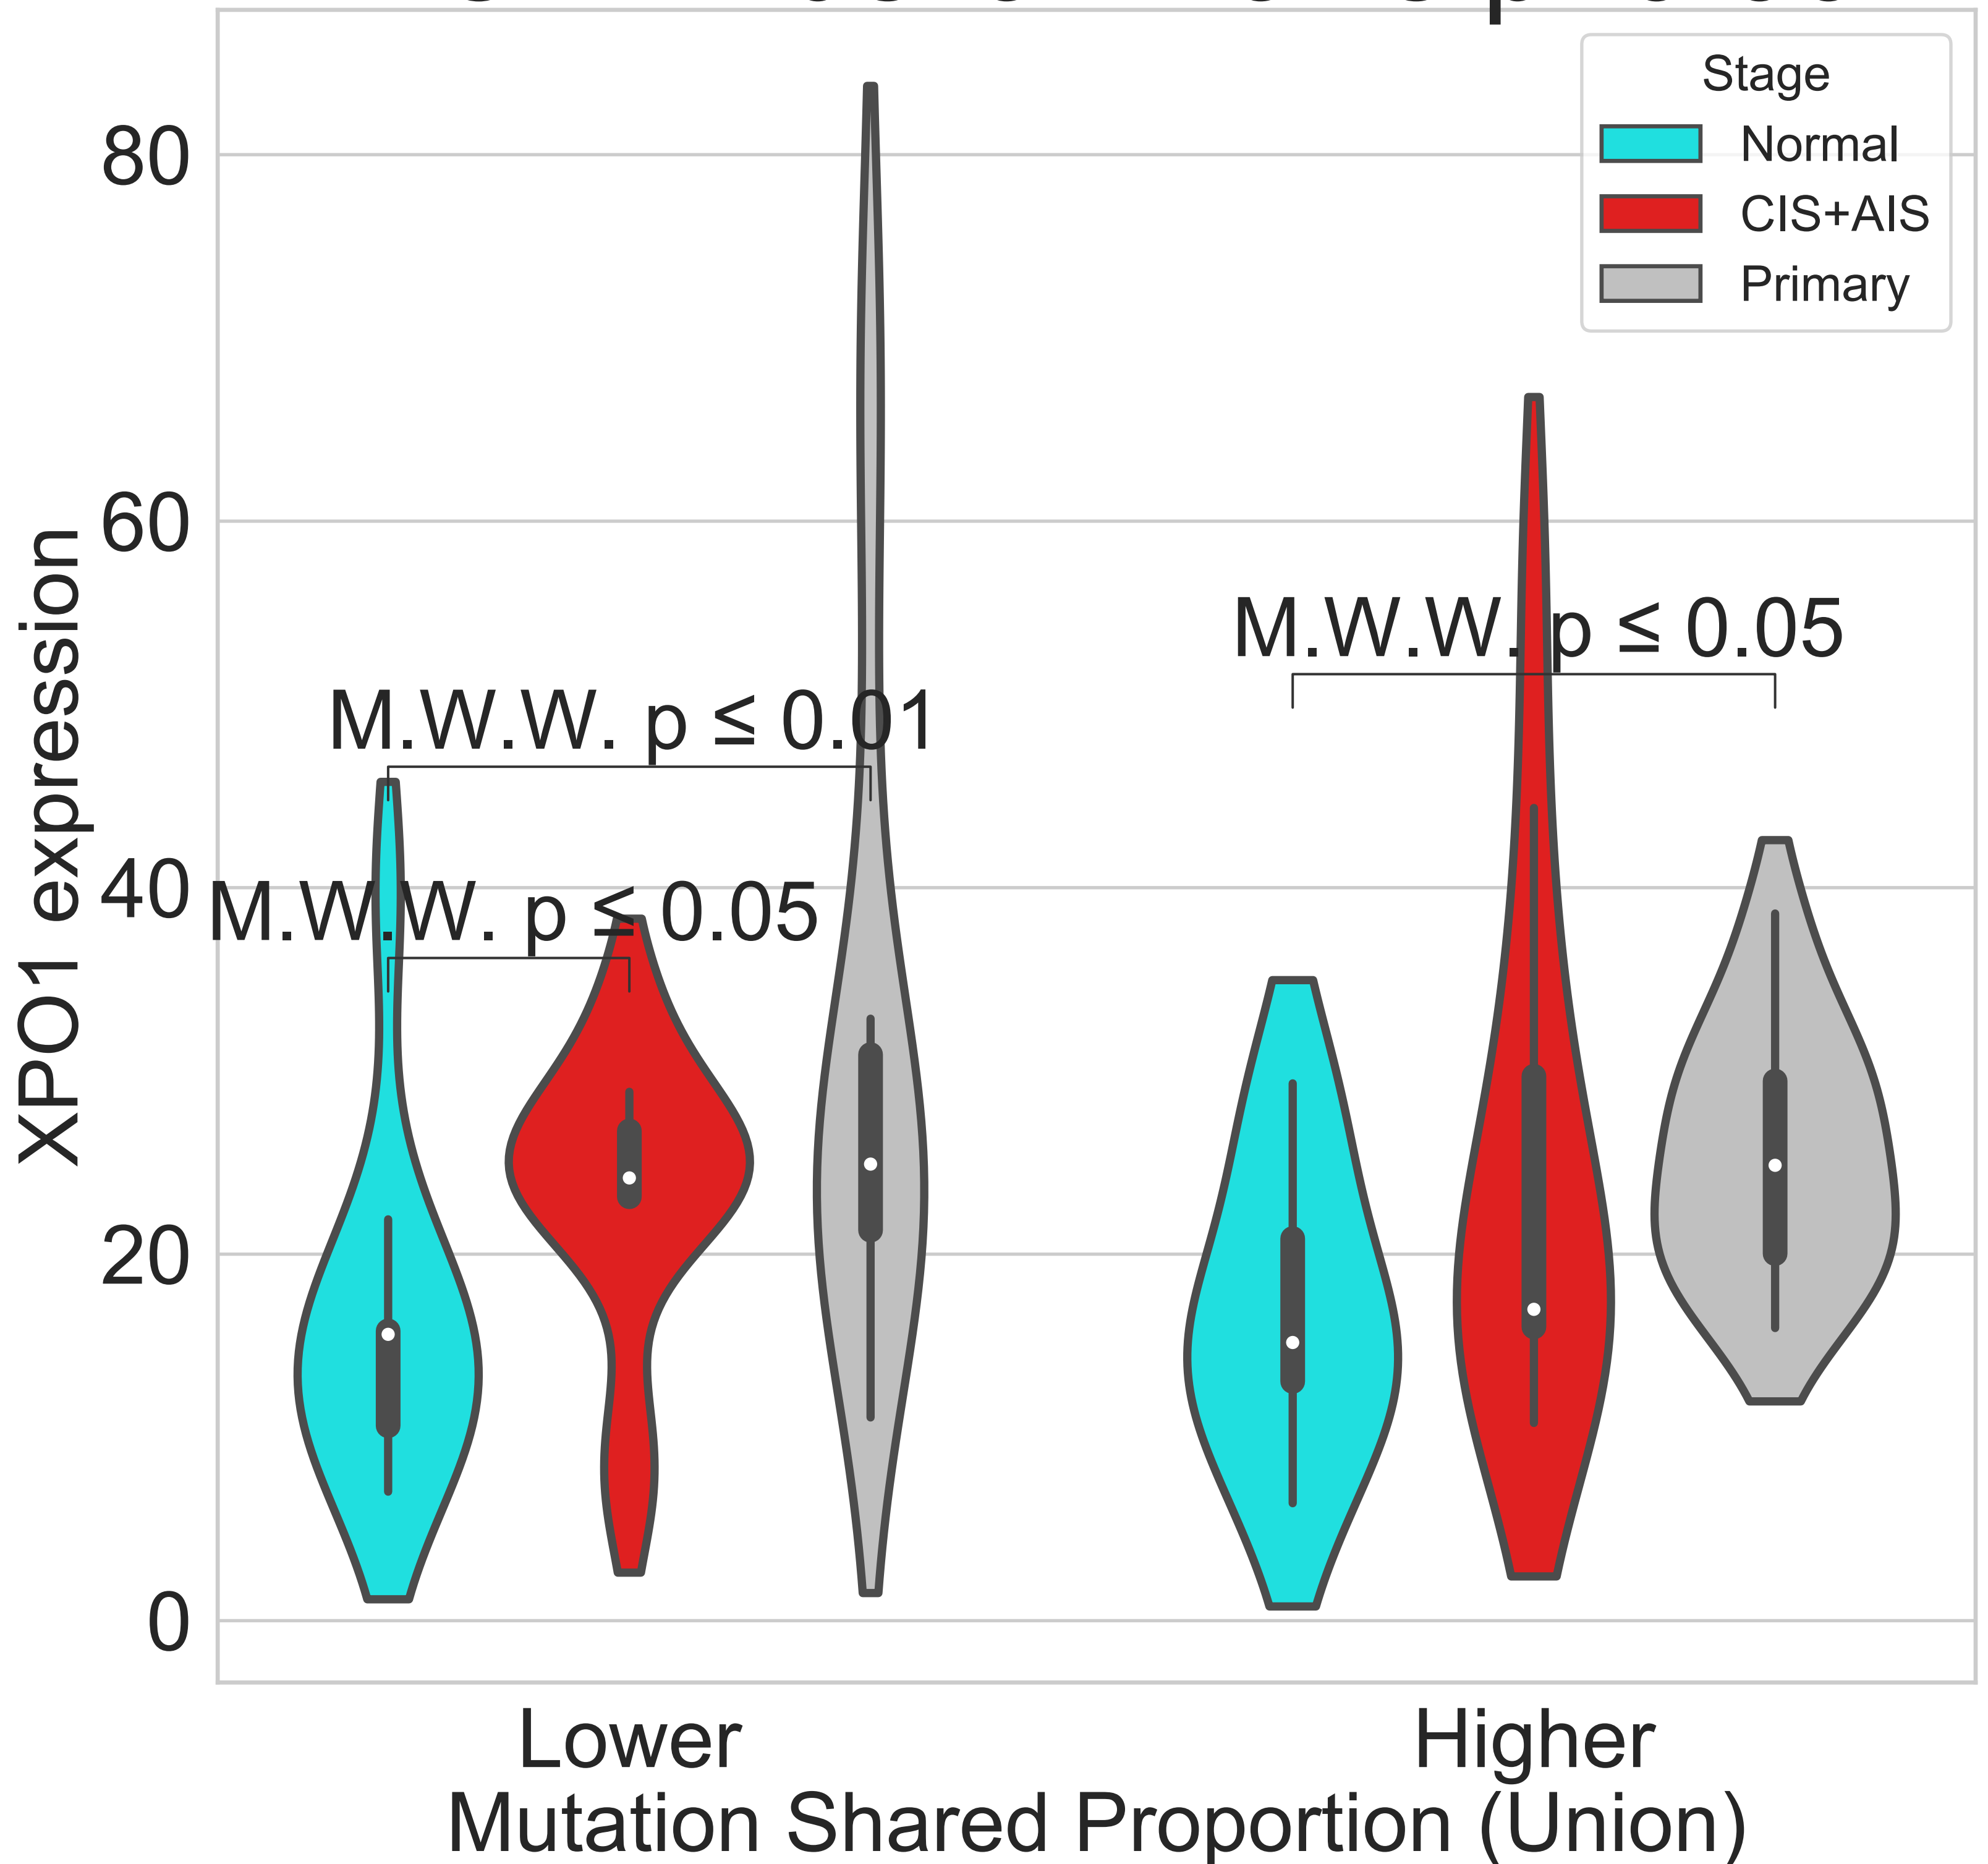 Stage
Normal
CIS+AIS
Primary
80
60
40
20
0
XPO1 expression
M.W.W. p ≤ 0.05
M.W.W. p ≤ 0.01
M.W.W. p ≤ 0.05
Lower
Higher
Mutation Shared Proportion (Union)